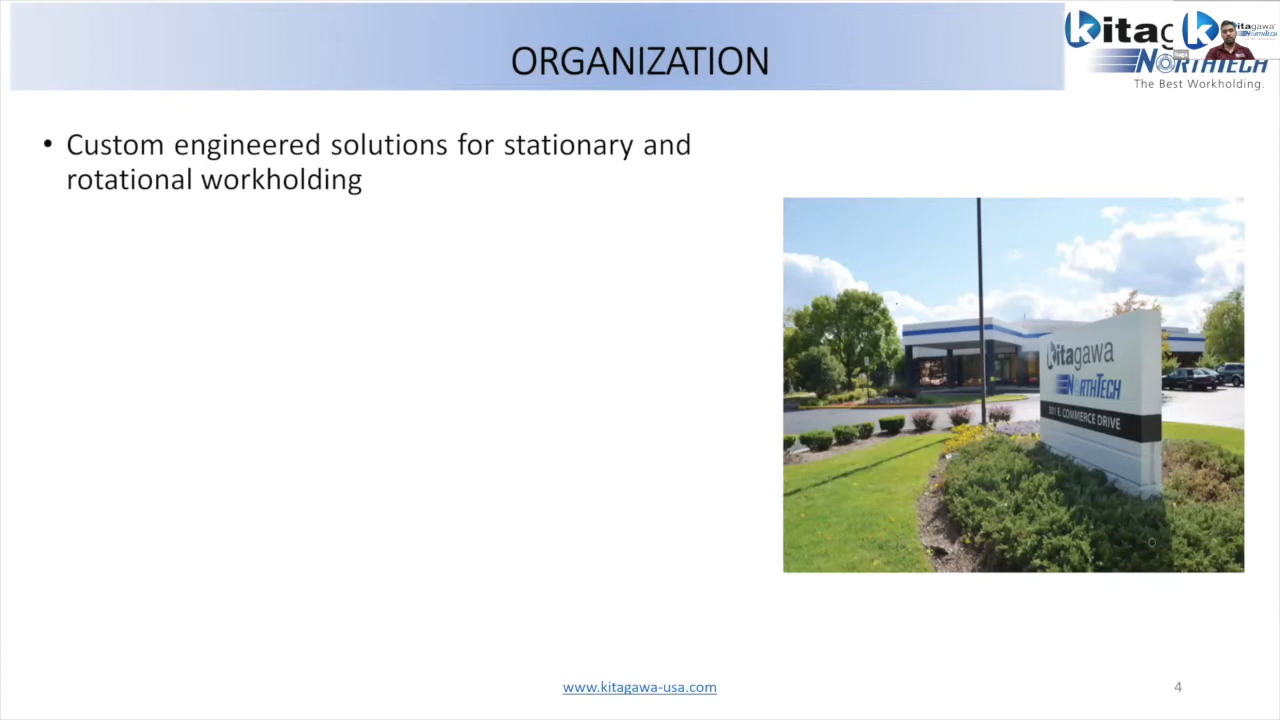 ORGANIZATION
kitag
NORTHTECH
The Best Workholding.
• Custom engineered solutions for stationary and
rotational workholding
kitagawa
NORTHTECH
301 E. COMMERCE DRIVE
www.kitagawa-usa.com
4